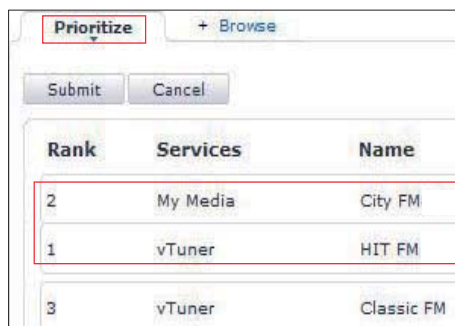 Prioritize + Browse
Submit Cancel
Rank Services Name
2 My Media City FM
1 vTuner HIT FM
3 vTuner Classic FM